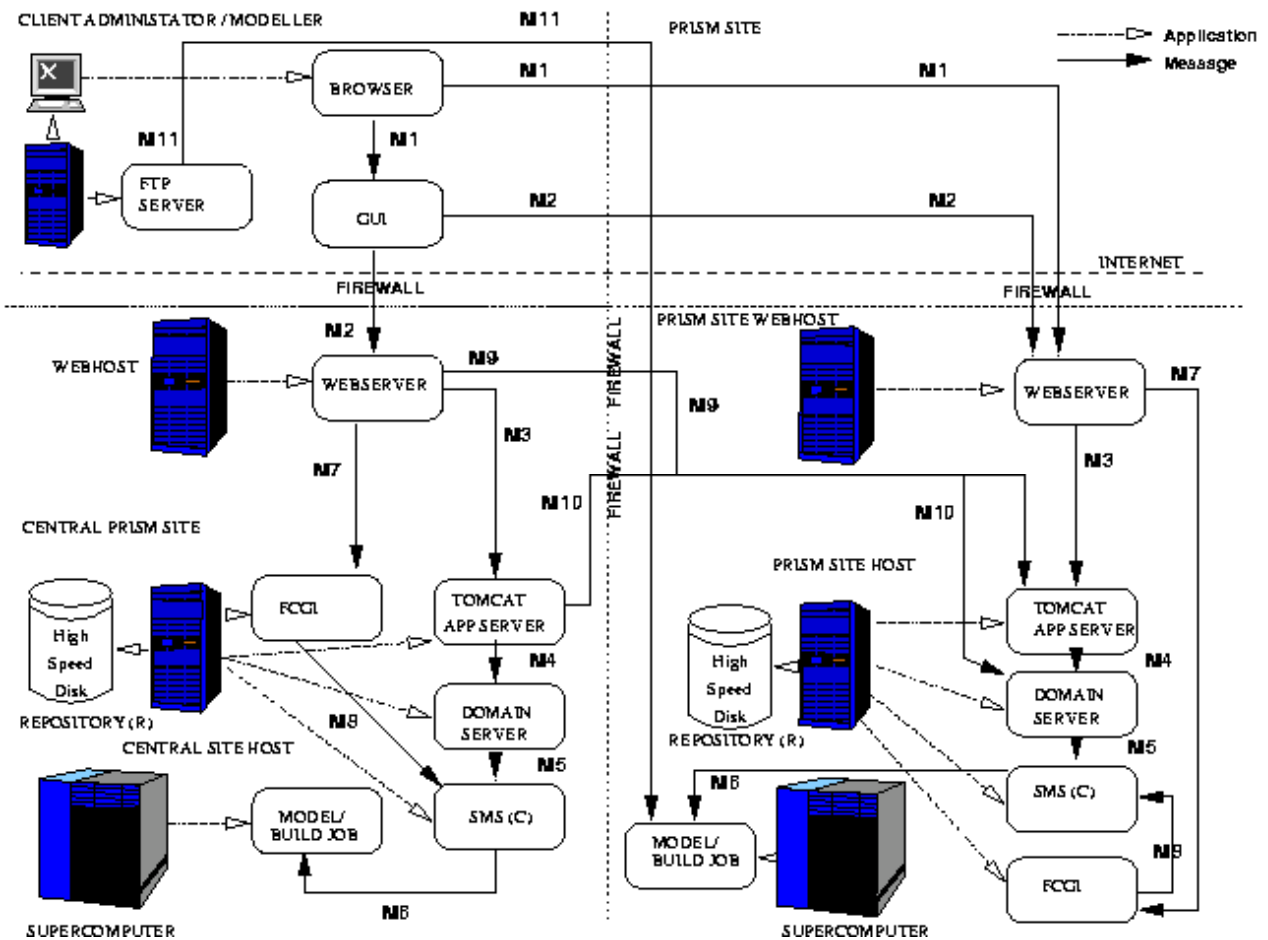 CLIENT ADMINISTATOR / MODELLER
M11
PRISM SITE
Application
Message
BROWSER
M1
M1
M11
M1
FTP
SERVER
GUI
M2
M2
INTERNET
FIREWALL
FIREWALL
M2
PRISM SITE WEBHOST
FIREWALL
WEBHOST
WEBSERVER
M9
M9
WEBSERVER
M7
M3
M3
M7
FIREWALL
M10
M10
CENTRAL PRISM SITE
PRISM SITE HOST
FCGI
TOMCAT
APP SERVER
TOMCAT
APP SERVER
High
Speed
Disk
High
Speed
Disk
M4
M4
DOMAIN
SERVER
DOMAIN
SERVER
REPOSITORY (R)
M8
REPOSITORY (R)
CENTRAL SITE HOST
M5
M5
M6
SMS (C)
SMS (C)
MODEL/
BUILD JOB
MODEL/
BUILD JOB
M8
FCGI
M6
SUPERCOMPUTER
SUPERCOMPUTER